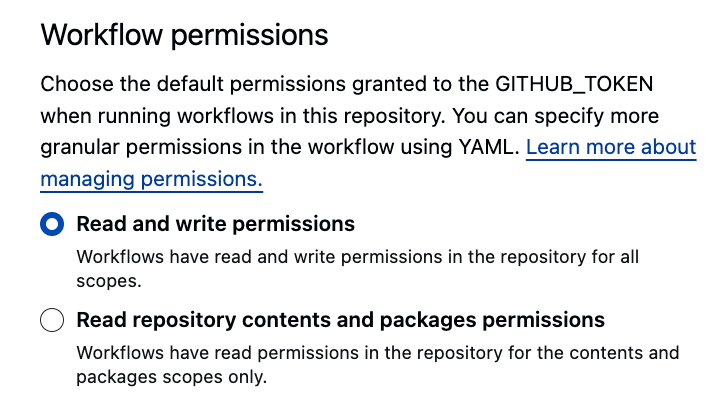 Workflow permissions
Choose the default permissions granted to the GITHUB_TOKEN
when running workflows in this repository. You can specify more
granular permissions in the workflow using YAML. Learn more about
managing permissions.
Read and write permissions
Workflows have read and write permissions in the repository for all
scopes.
Read repository contents and packages permissions
Workflows have read permissions in the repository for the contents and
packages scopes only.